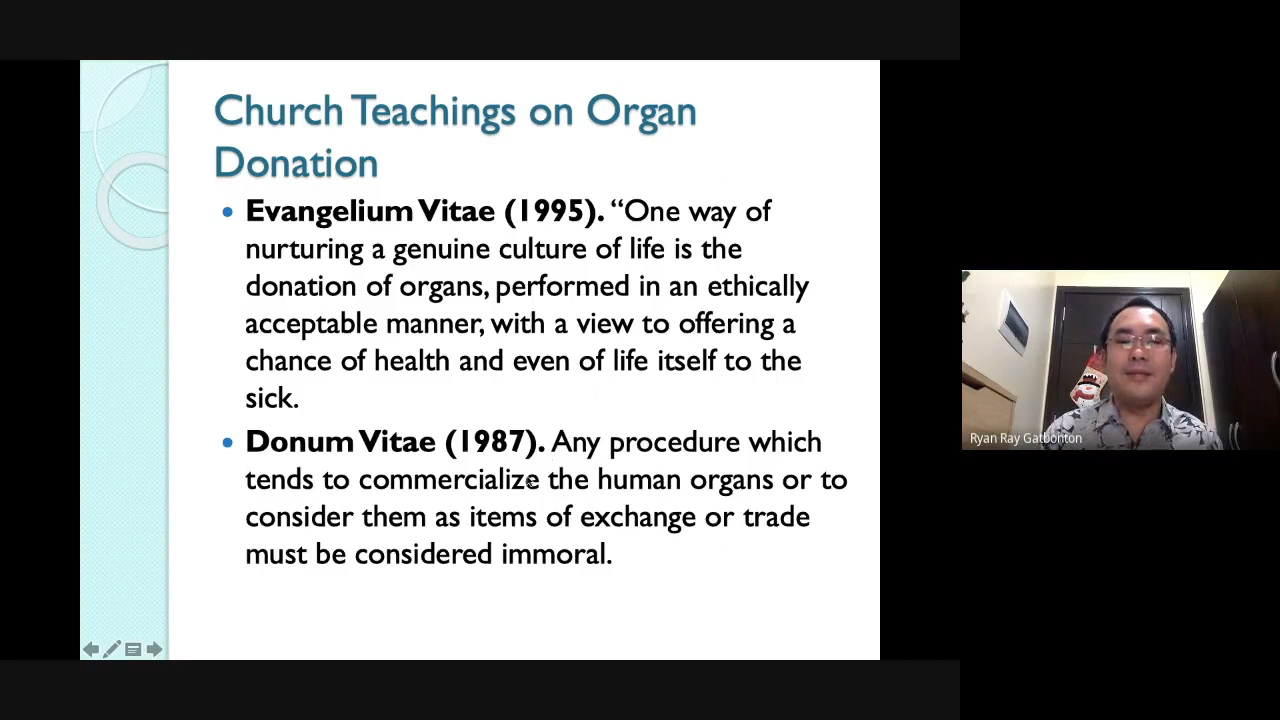 Church Teachings on Organ
Donation
• Evangelium Vitae (1995). “One way of
nurturing a genuine culture of life is the
donation of organs, performed in an ethically
acceptable manner, with a view to offering a
chance of health and even of life itself to the
sick.
• Donum Vitae (1987). Any procedure which
tends to commercialize the human organs or to
consider them as items of exchange or trade
must be considered immoral.
Ryan Ray Gatbonton